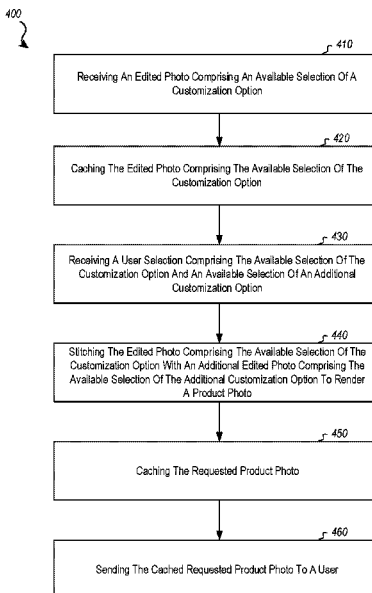 400
410
Receiving An Edited Photo Comprising An Available Selection Of A
Customization Option
420
Caching The Edited Photo Comprising The Available Selection Of The
Customization Option
430
Receiving A User Selection Comprising The Available Selection Of The
Customization Option And An Available Selection Of An Additional
Customization Option
440
Stitching The Edited Photo Comprising The Available Selection Of The
Customization Option With An Additional Edited Photo Comprising The
Available Selection Of The Additional Customization Option To Render
A Product Photo
450
Caching The Requested Product Photo
460
Sending The Cached Requested Product Photo To A User